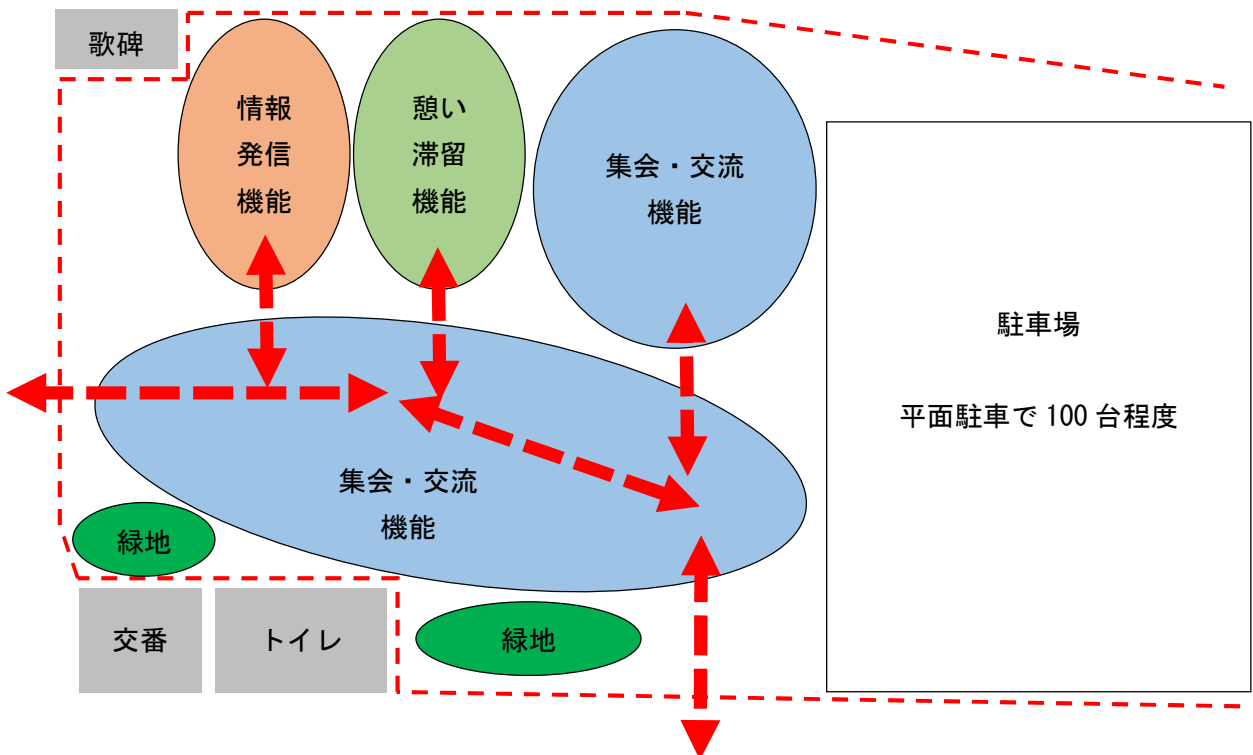 歌碑
情報
発信
機能
憩い
滞留
機能
集会・交流
機能
駐車場
平面駐車で 100 台程度
集会・交流
機能
緑地
交番
トイレ
緑地